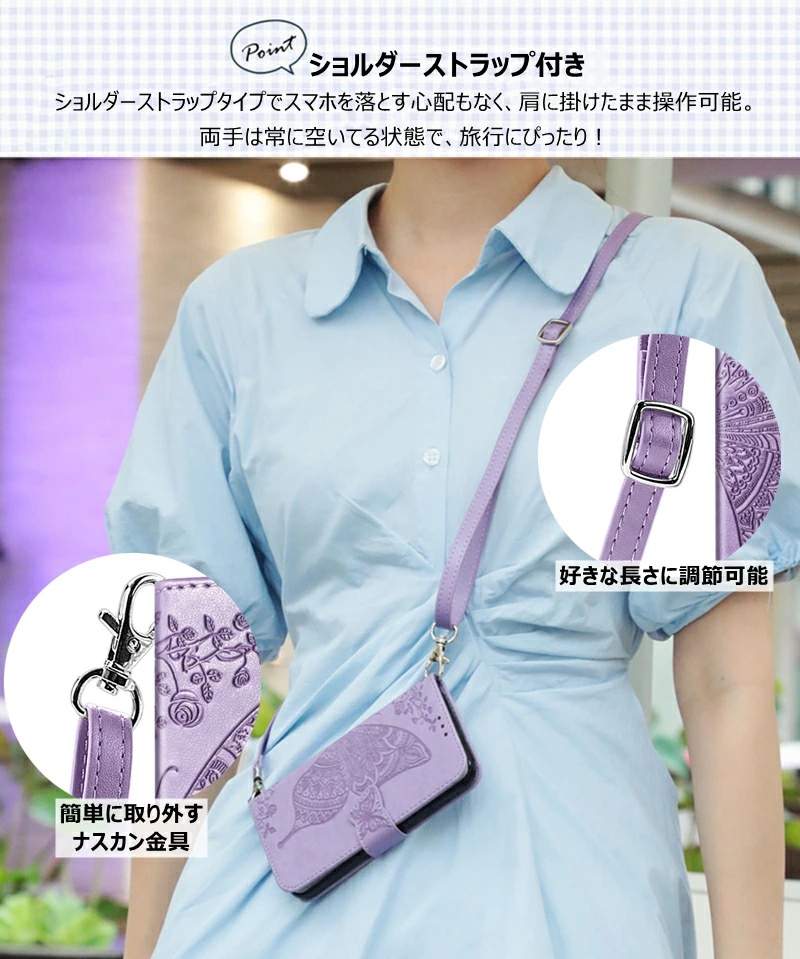 Point
ショルダーストラップ付き
ショルダーストラップタイプでスマホを落とす心配もなく、肩に掛けたまま操作可能。
両手は常に空いてる状態で、旅行にぴったり！
好きな長さに調節可能
簡単に取り外す
ナスカン金具